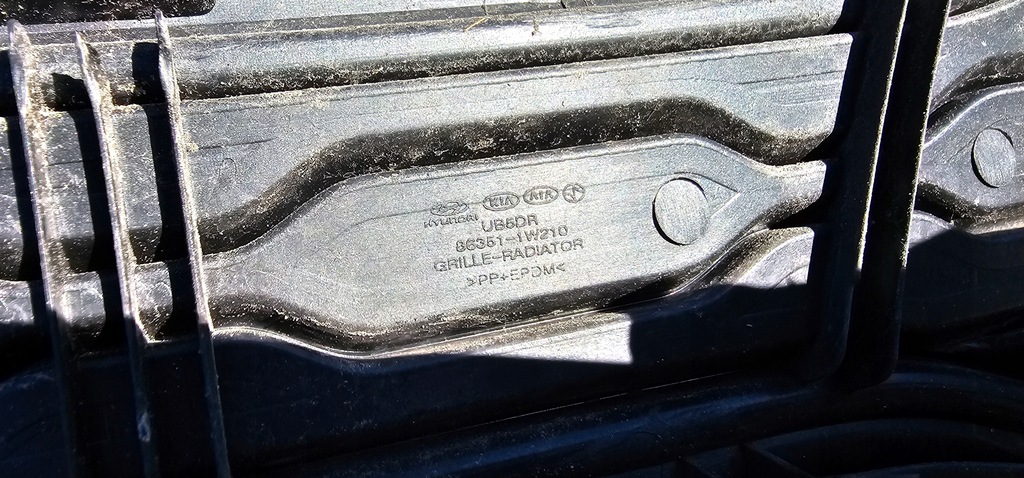 HYUNDAI KIA KIA
UB5DR
86351-1W210
GRILLE-RADIATOR
>PP+EPDM<